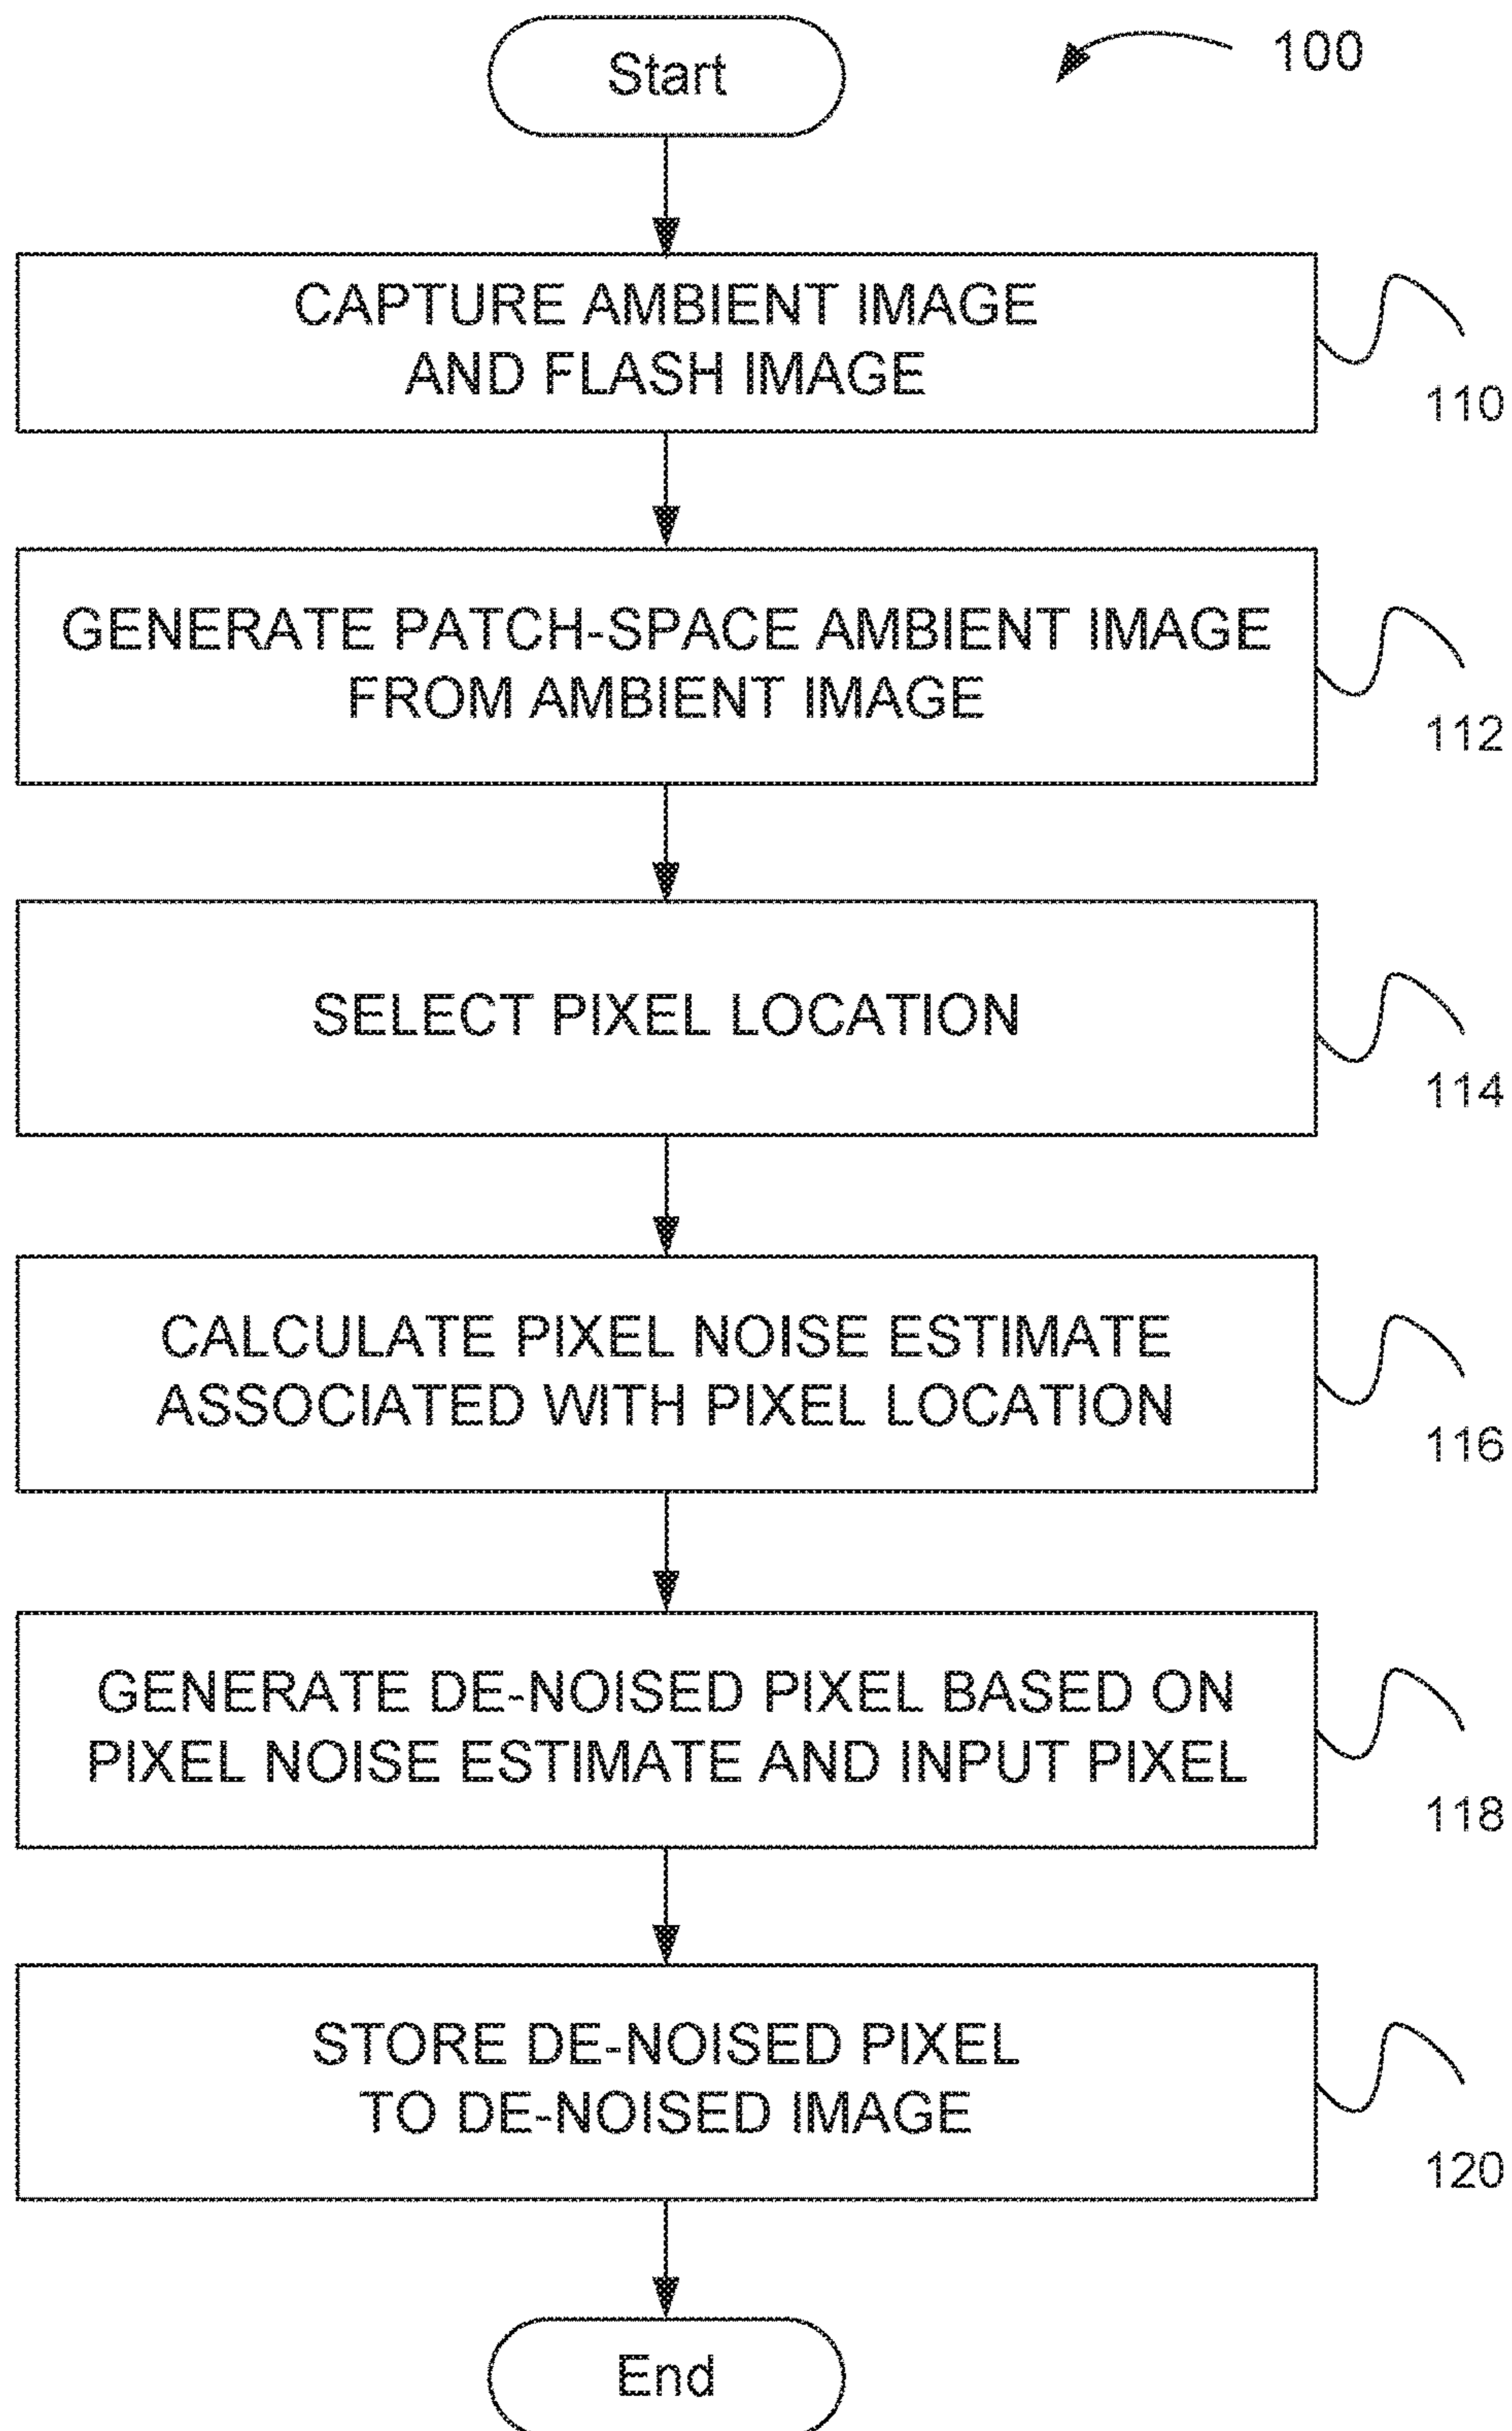 Start
100
CAPTURE AMBIENT IMAGE
AND FLASH IMAGE
110
GENERATE PATCH-SPACE AMBIENT IMAGE
FROM AMBIENT IMAGE
112
SELECT PIXEL LOCATION
114
CALCULATE PIXEL NOISE ESTIMATE
ASSOCIATED WITH PIXEL LOCATION
116
GENERATE DE-NOISED PIXEL BASED ON
PIXEL NOISE ESTIMATE AND INPUT PIXEL
118
STORE DE-NOISED PIXEL
TO DE-NOISED IMAGE
120
End